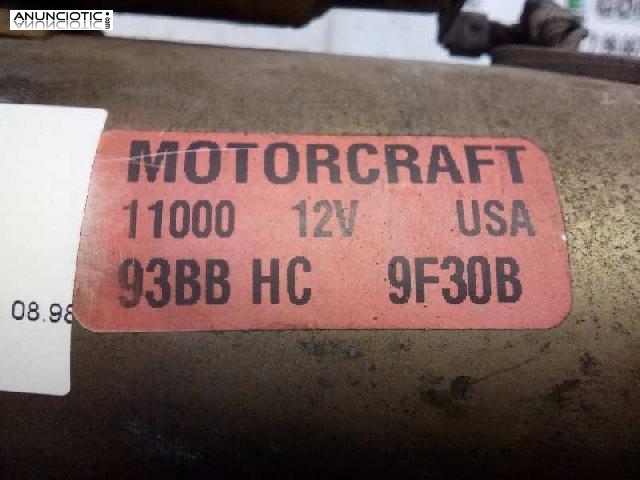 ANUNCIOTIC
MOTORCRAFT
11000 12V USA
93BB HC 9F30B
08.98